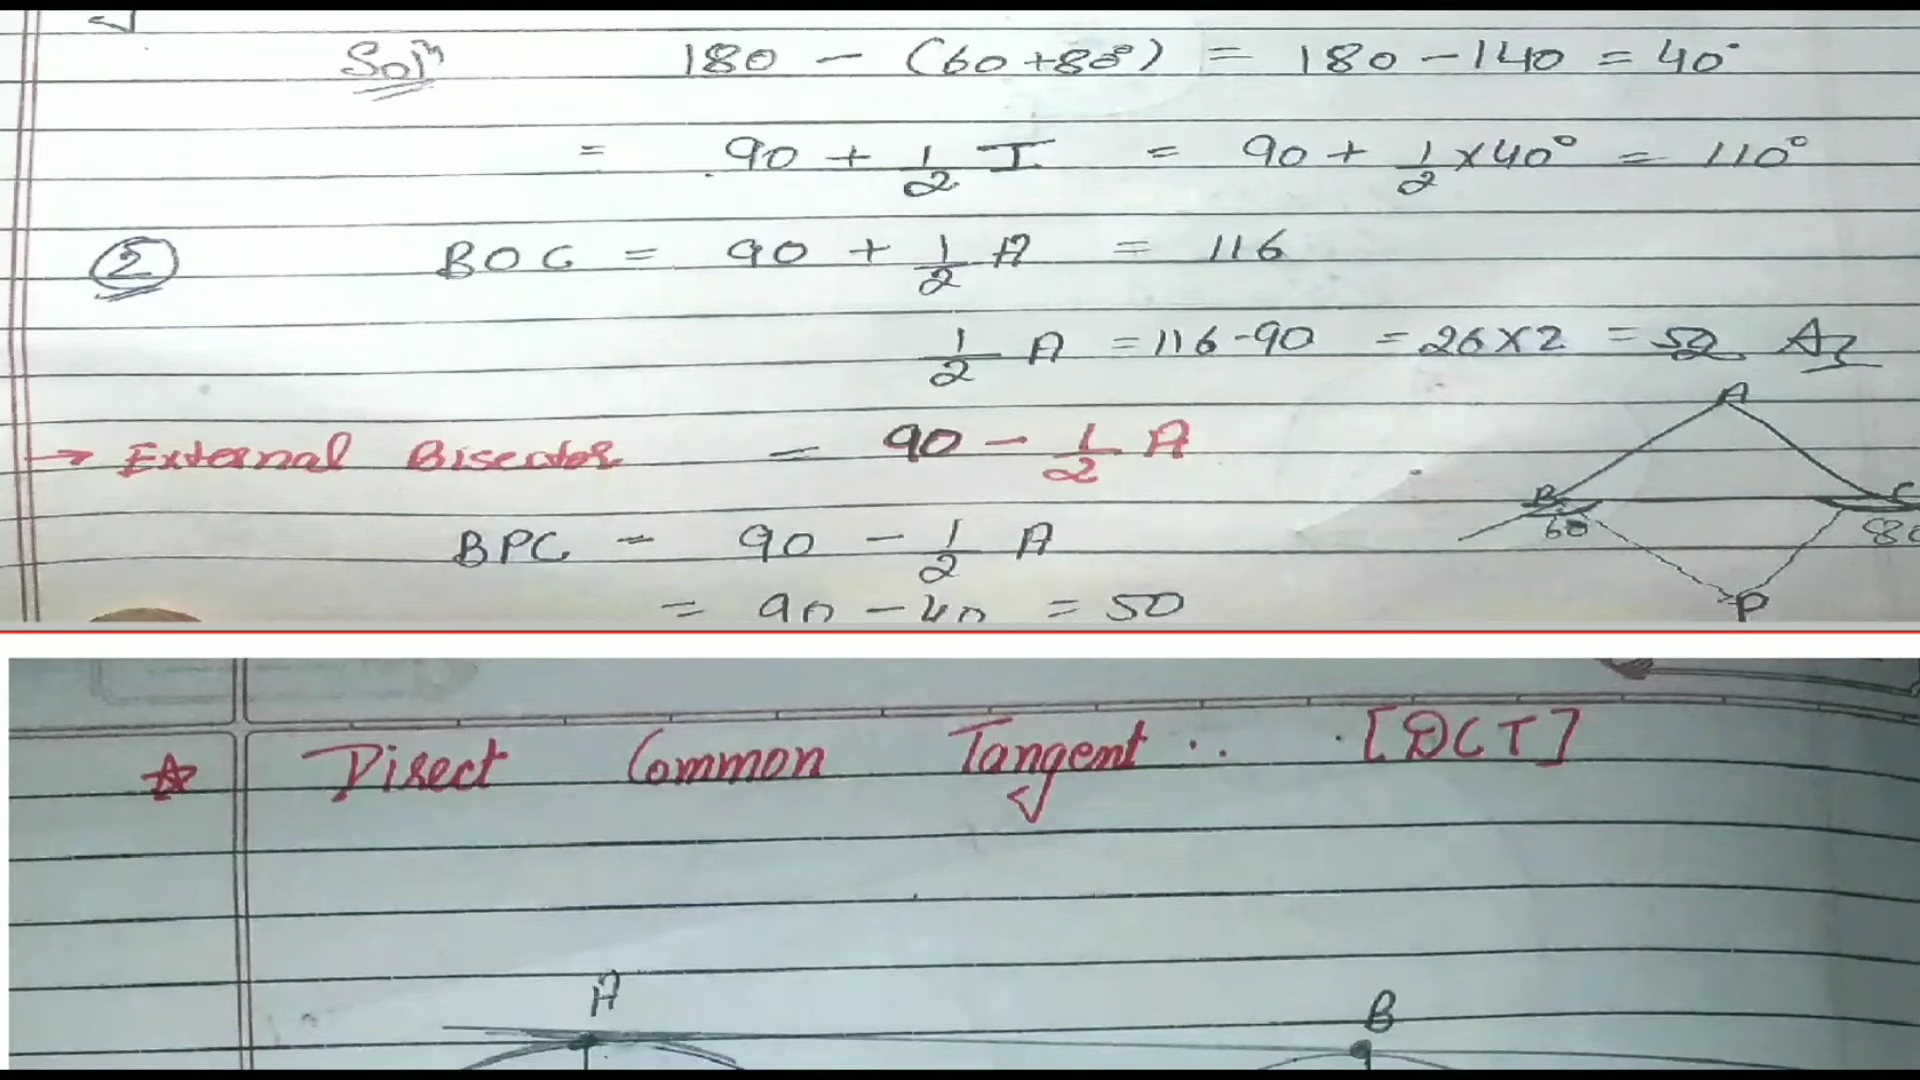 Solⁿ 180 - (60+80°) = 180 - 140 = 40°
= 90 + 1/2 I = 90 + 1/2 × 40° = 110°
② BOC = 90 + 1/2 A = 116
1/2 A = 116-90 = 26×2 = 52 Ans
A
→ External Bisector = 90 - 1/2 A
B C
60 80
BPC = 90 - 1/2 A
P
= 90 - 40 = 50
☆ Direct Common Tangent .. [DCT]
A B